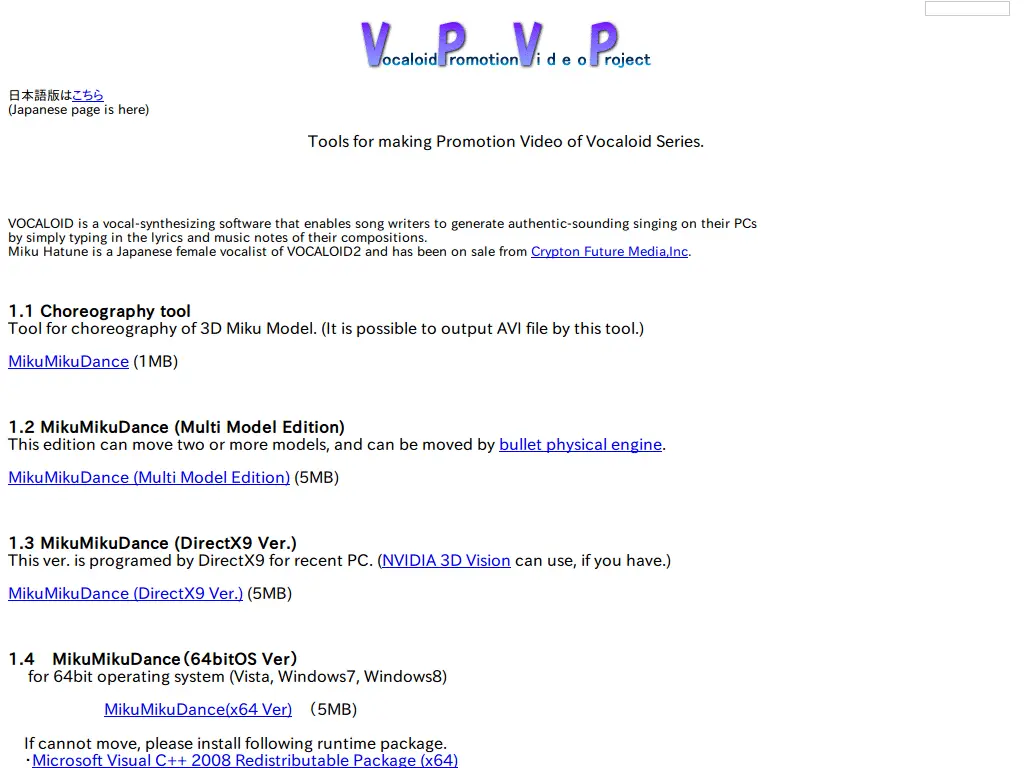 Vocaloid Promotion Video Project
日本語版はこちら
(Japanese page is here)
Tools for making Promotion Video of Vocaloid Series.
VOCALOID is a vocal-synthesizing software that enables song writers to generate authentic-sounding singing on their PCs
by simply typing in the lyrics and music notes of their compositions.
Miku Hatune is a Japanese female vocalist of VOCALOID2 and has been on sale from Crypton Future Media,Inc.
1.1 Choreography tool
Tool for choreography of 3D Miku Model. (It is possible to output AVI file by this tool.)
MikuMikuDance (1MB)
1.2 MikuMikuDance (Multi Model Edition)
This edition can move two or more models, and can be moved by bullet physical engine.
MikuMikuDance (Multi Model Edition) (5MB)
1.3 MikuMikuDance (DirectX9 Ver.)
This ver. is programed by DirectX9 for recent PC. (NVIDIA 3D Vision can use, if you have.)
MikuMikuDance (DirectX9 Ver.) (5MB)
1.4　MikuMikuDance（64bitOS Ver）
for 64bit operating system (Vista, Windows7, Windows8)
MikuMikuDance(x64 Ver)　（5MB)
If cannot move, please install following runtime package.
・Microsoft Visual C++ 2008 Redistributable Package (x64)